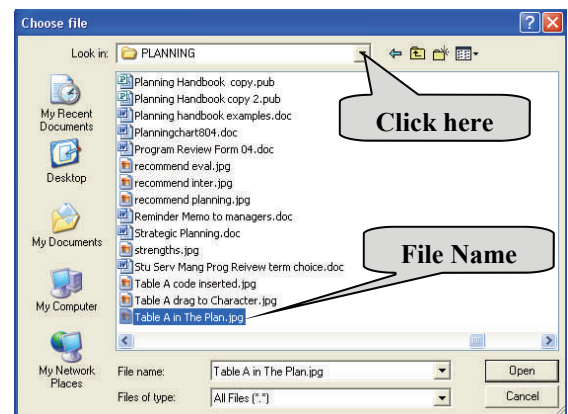 Choose file
Look in: PLANNING
Planning Handbook copy.pub
Planning Handbook copy 2.pub
Planning handbook examples.doc
Planningchart804.doc
Program Review Form 04.doc
recommend eval.jpg
recommend inter.jpg
recommend planning.jpg
Reminder Memo to managers.doc
Strategic Planning.doc
strengths.jpg
Stu Serv Mang Prog Reivew term choice.doc
Table A code inserted.jpg
Table A drag to Character.jpg
Table A in The Plan.jpg
My Recent
Documents
Desktop
My Documents
My Computer
My Network
Places
Click here
File Name
File name: Table A in The Plan.jpg Open
Files of type: All Files (*.*) Cancel